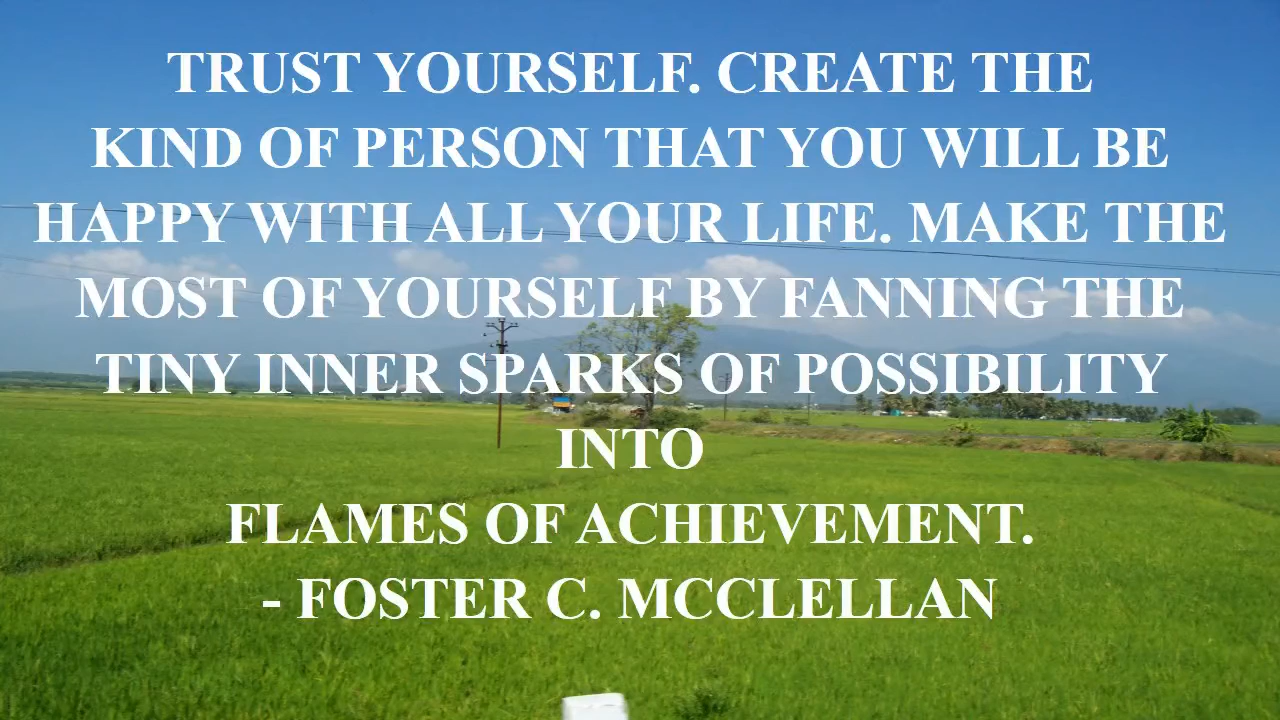 TRUST YOURSELF. CREATE THE
KIND OF PERSON THAT YOU WILL BE
HAPPY WITH ALL YOUR LIFE. MAKE THE
MOST OF YOURSELF BY FANNING THE
TINY INNER SPARKS OF POSSIBILITY
INTO
FLAMES OF ACHIEVEMENT.
- FOSTER C. MCCLELLAN